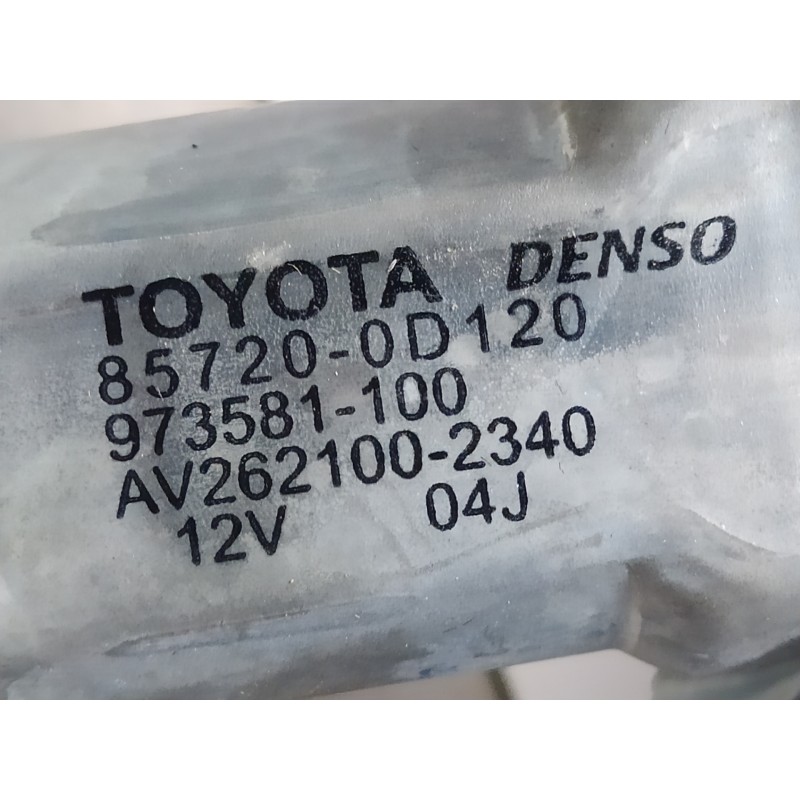 TOYOTA DENSO
85720-0D120
973581-100
AV262100-2340
12V 04J